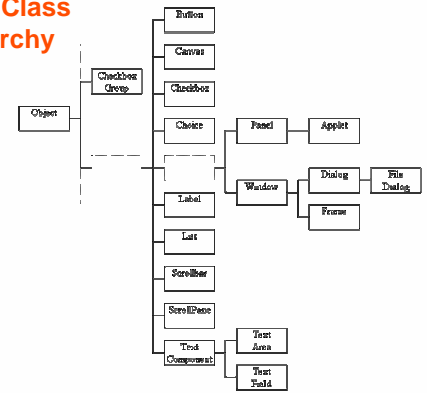 Class
rchy
Button
Canvas
Checkbox
Group
Checkbox
Object
Choice
Panel
Applet
Window
Dialog
File
Dialog
Label
Frame
List
Scrollbar
ScrollPane
Text
Component
Text
Area
Text
Field